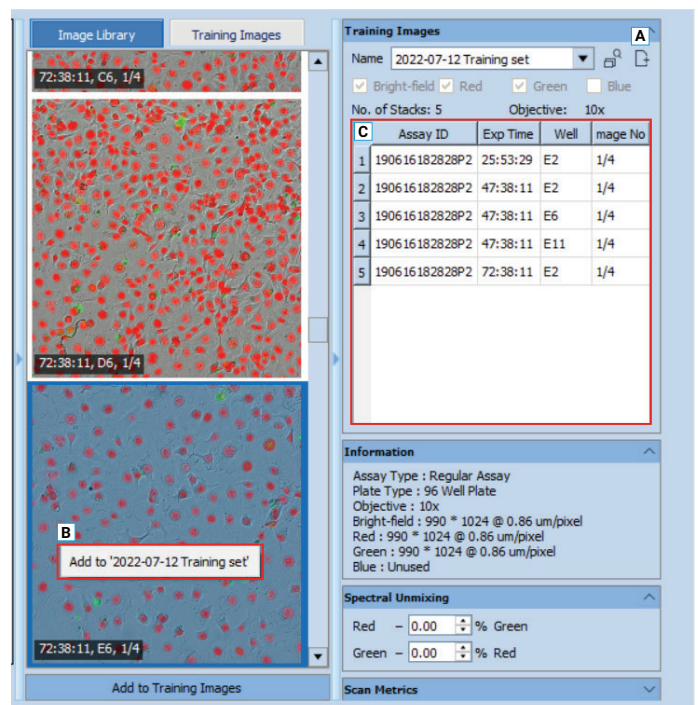 Image Library
Training Images
72:38:11, C6, 1/4
72:38:11, D6, 1/4
B
Add to '2022-07-12 Training set'
72:38:11, E6, 1/4
Add to Training Images
Training Images
A
Name 2022-07-12 Training set
Bright-field Red Green Blue
No. of Stacks: 5 Objective: 10x
C Assay ID Exp Time Well mage No
1 190616182828P2 25:53:29 E2 1/4
2 190616182828P2 47:38:11 E2 1/4
3 190616182828P2 47:38:11 E6 1/4
4 190616182828P2 47:38:11 E11 1/4
5 190616182828P2 72:38:11 E2 1/4
Information
Assay Type : Regular Assay
Plate Type : 96 Well Plate
Objective : 10x
Bright-field : 990 * 1024 @ 0.86 um/pixel
Red : 990 * 1024 @ 0.86 um/pixel
Green : 990 * 1024 @ 0.86 um/pixel
Blue : Unused
Spectral Unmixing
Red – 0.00 % Green
Green – 0.00 % Red
Scan Metrics